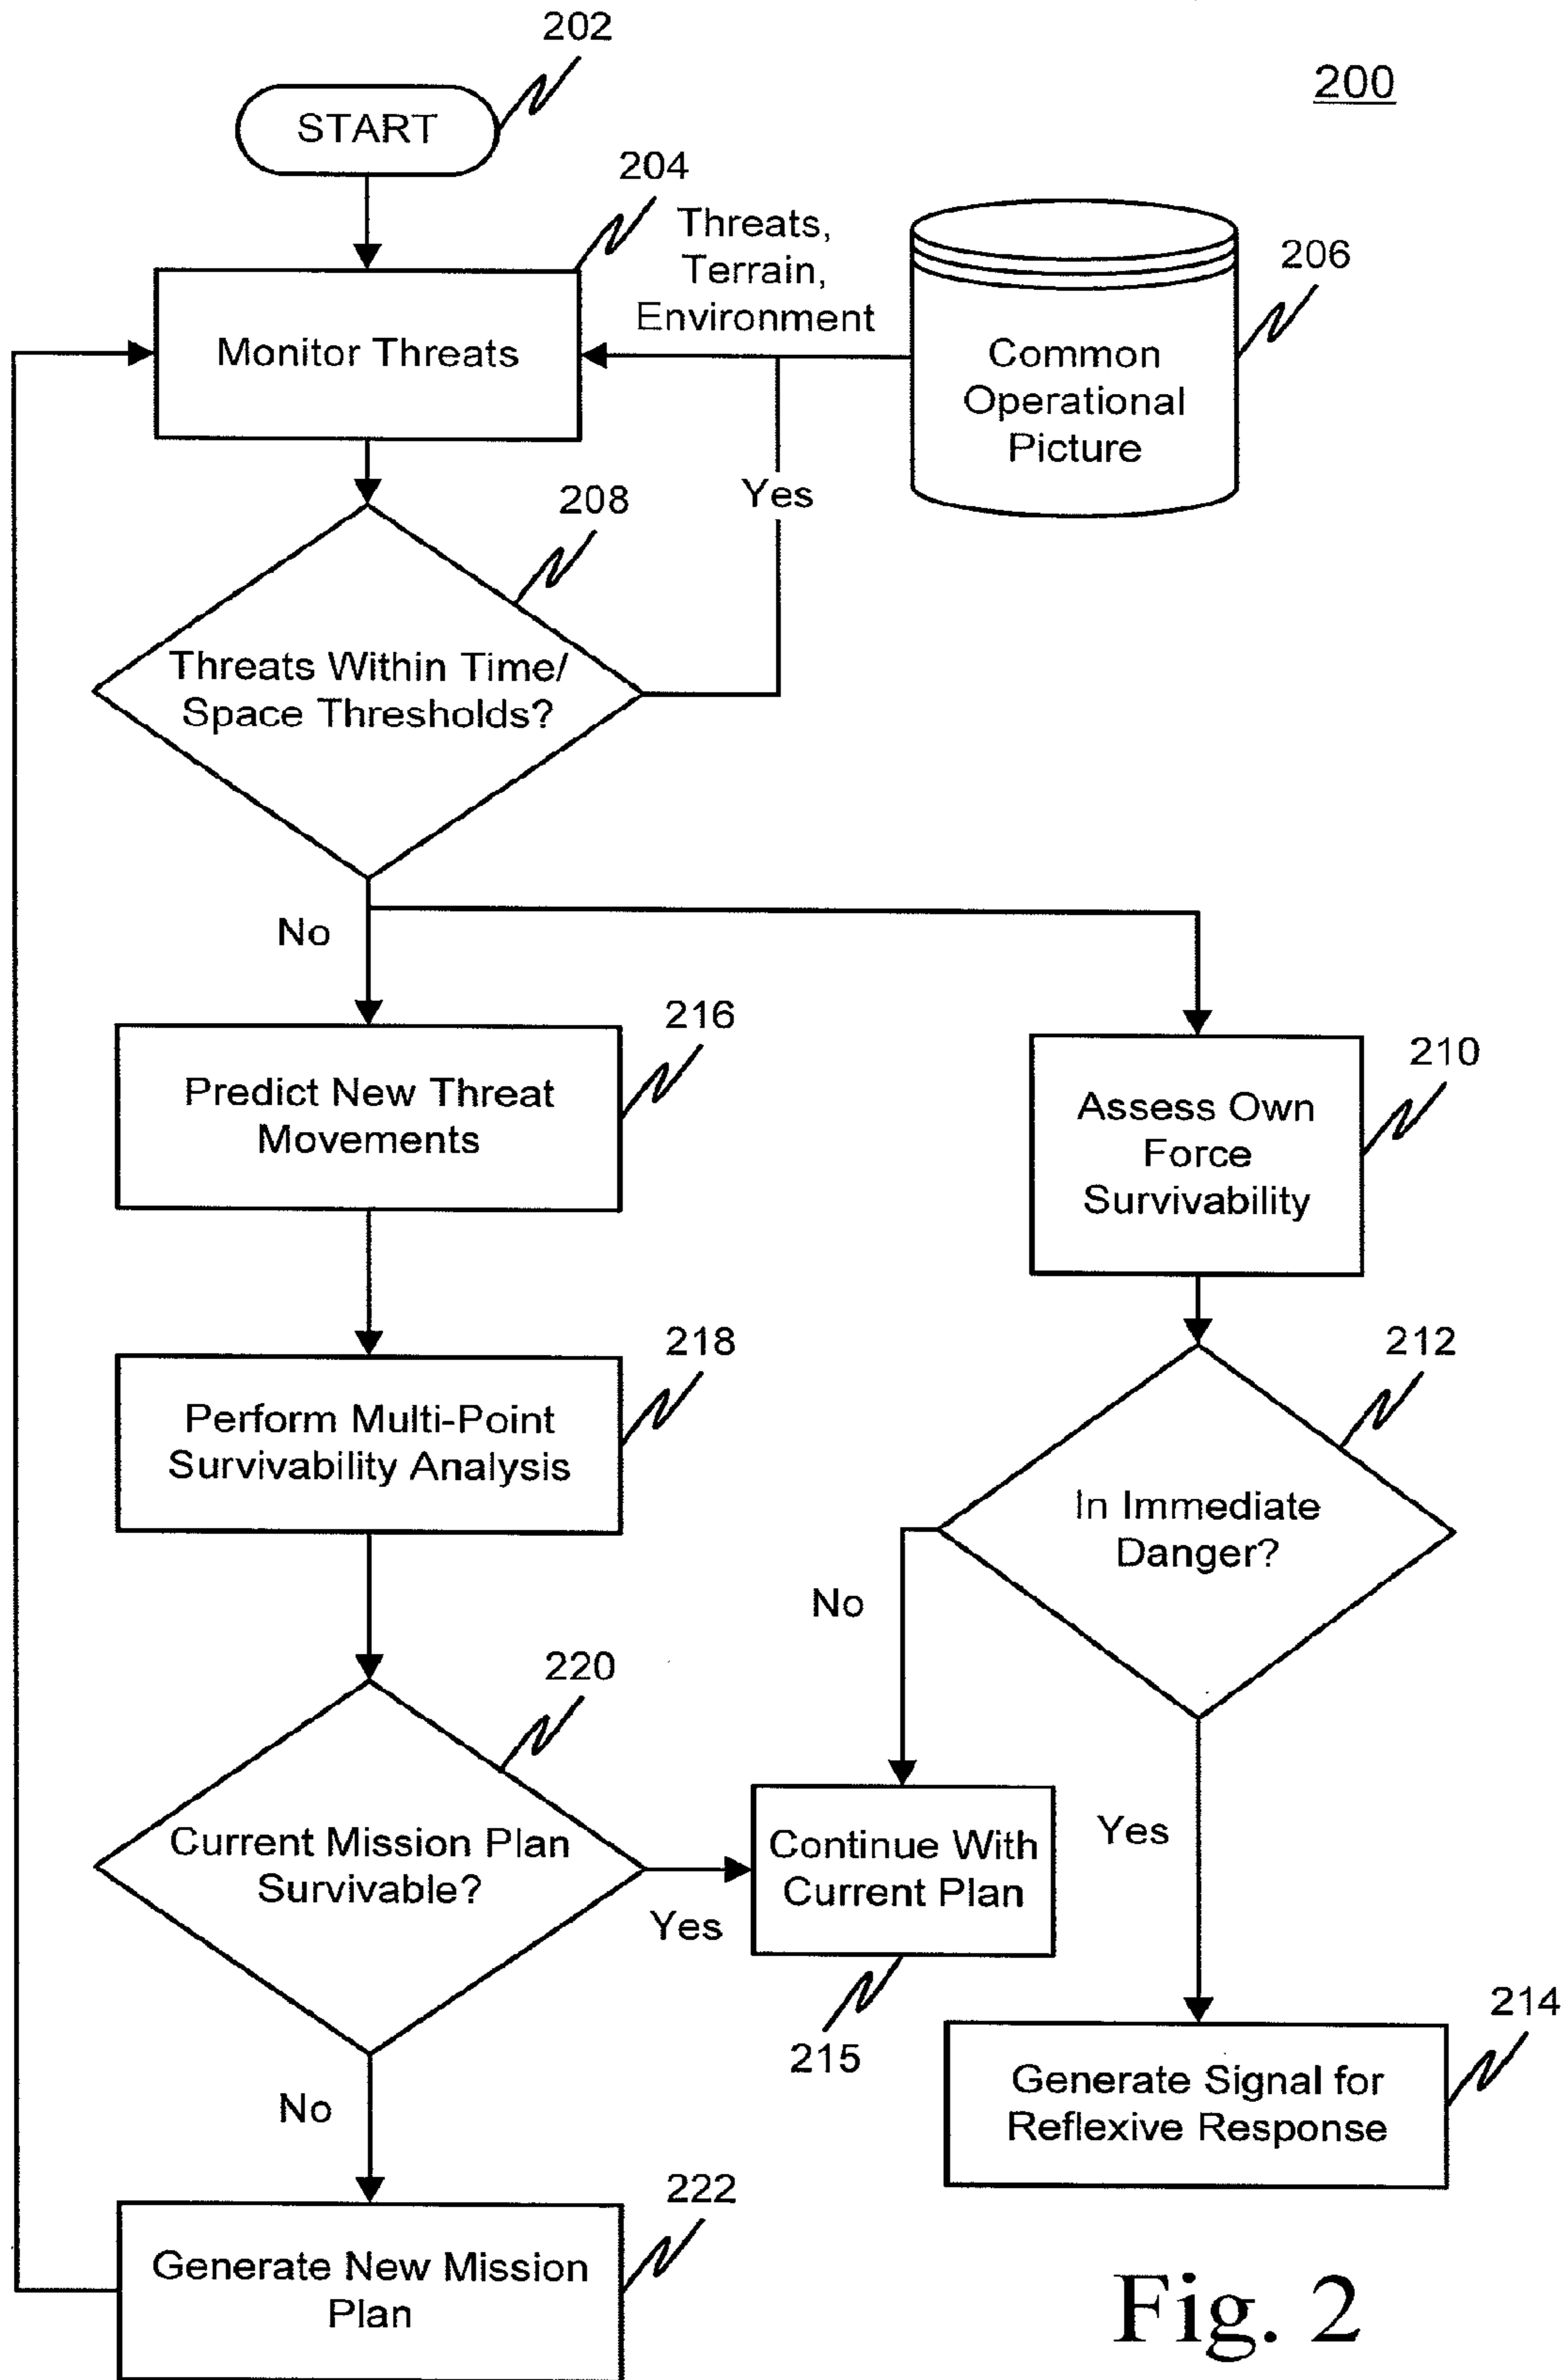 202
200
START
204
Threats,
Terrain,
Environment
206
Monitor Threats
Common
Operational
Picture
Yes
208
Threats Within Time/
Space Thresholds?
No
216
Predict New Threat
Movements
210
Assess Own
Force
Survivability
218
Perform Multi-Point
Survivability Analysis
212
In Immediate
Danger?
No
220
Current Mission Plan
Survivable?
Yes
Continue With
Current Plan
215
Yes
214
Generate Signal for
Reflexive Response
No
222
Generate New Mission
Plan
Fig. 2